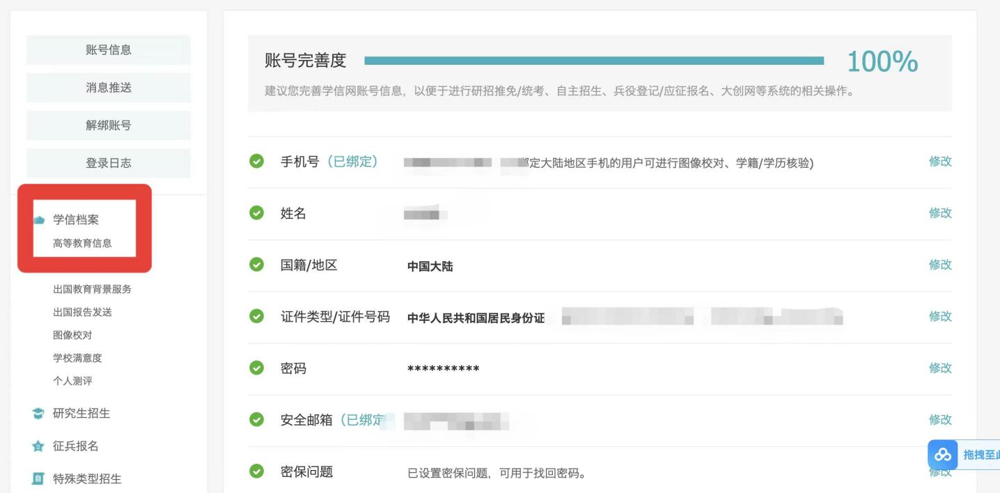 账号信息
消息推送
解绑账号
登录日志
学信档案
高等教育信息
出国教育背景服务
出国报告发送
图像校对
学校满意度
个人测评
研究生招生
征兵报名
特殊类型招生
账号完善度 100%
建议您完善学信网账号信息，以便于进行研招推免/统考、自主招生、兵役登记/应征报名、大创网等系统的相关操作。
手机号（已绑定） 定大陆地区手机的用户可进行图像校对、学籍/学历核验) 修改
姓名 修改
国籍/地区 中国大陆 修改
证件类型/证件号码 中华人民共和国居民身份证 修改
密码 ********** 修改
安全邮箱（已绑定 修改
密保问题 已设置密保问题，可用于找回密码。 修改
拖拽至此